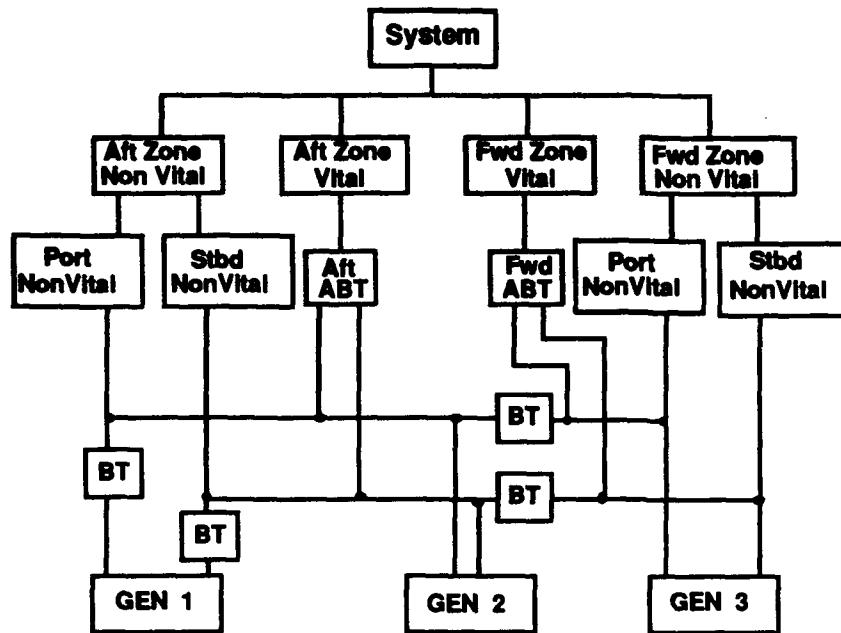 System
Aft Zone
Non Vital
Aft Zone
Vital
Fwd Zone
Vital
Fwd Zone
Non Vital
Port
NonVital
Stbd
NonVital
Aft
ABT
Fwd
ABT
Port
NonVital
Stbd
NonVital
BT
BT
BT
BT
GEN 1
GEN 2
GEN 3